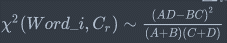 χ²(Word_i, C_r) ~ (AD−BC)² / (A+B)(C+D)